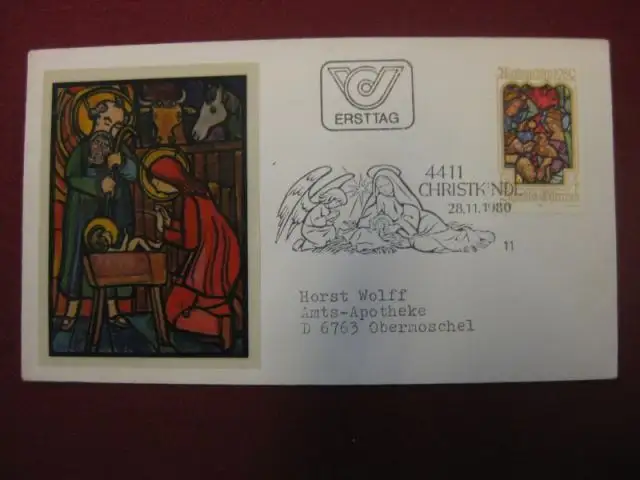 ERSTTAG
4411
CHRISTKINDL
28.11.1980
11
Horst Wolff
Amts-Apotheke
D 6763 Obermoschel